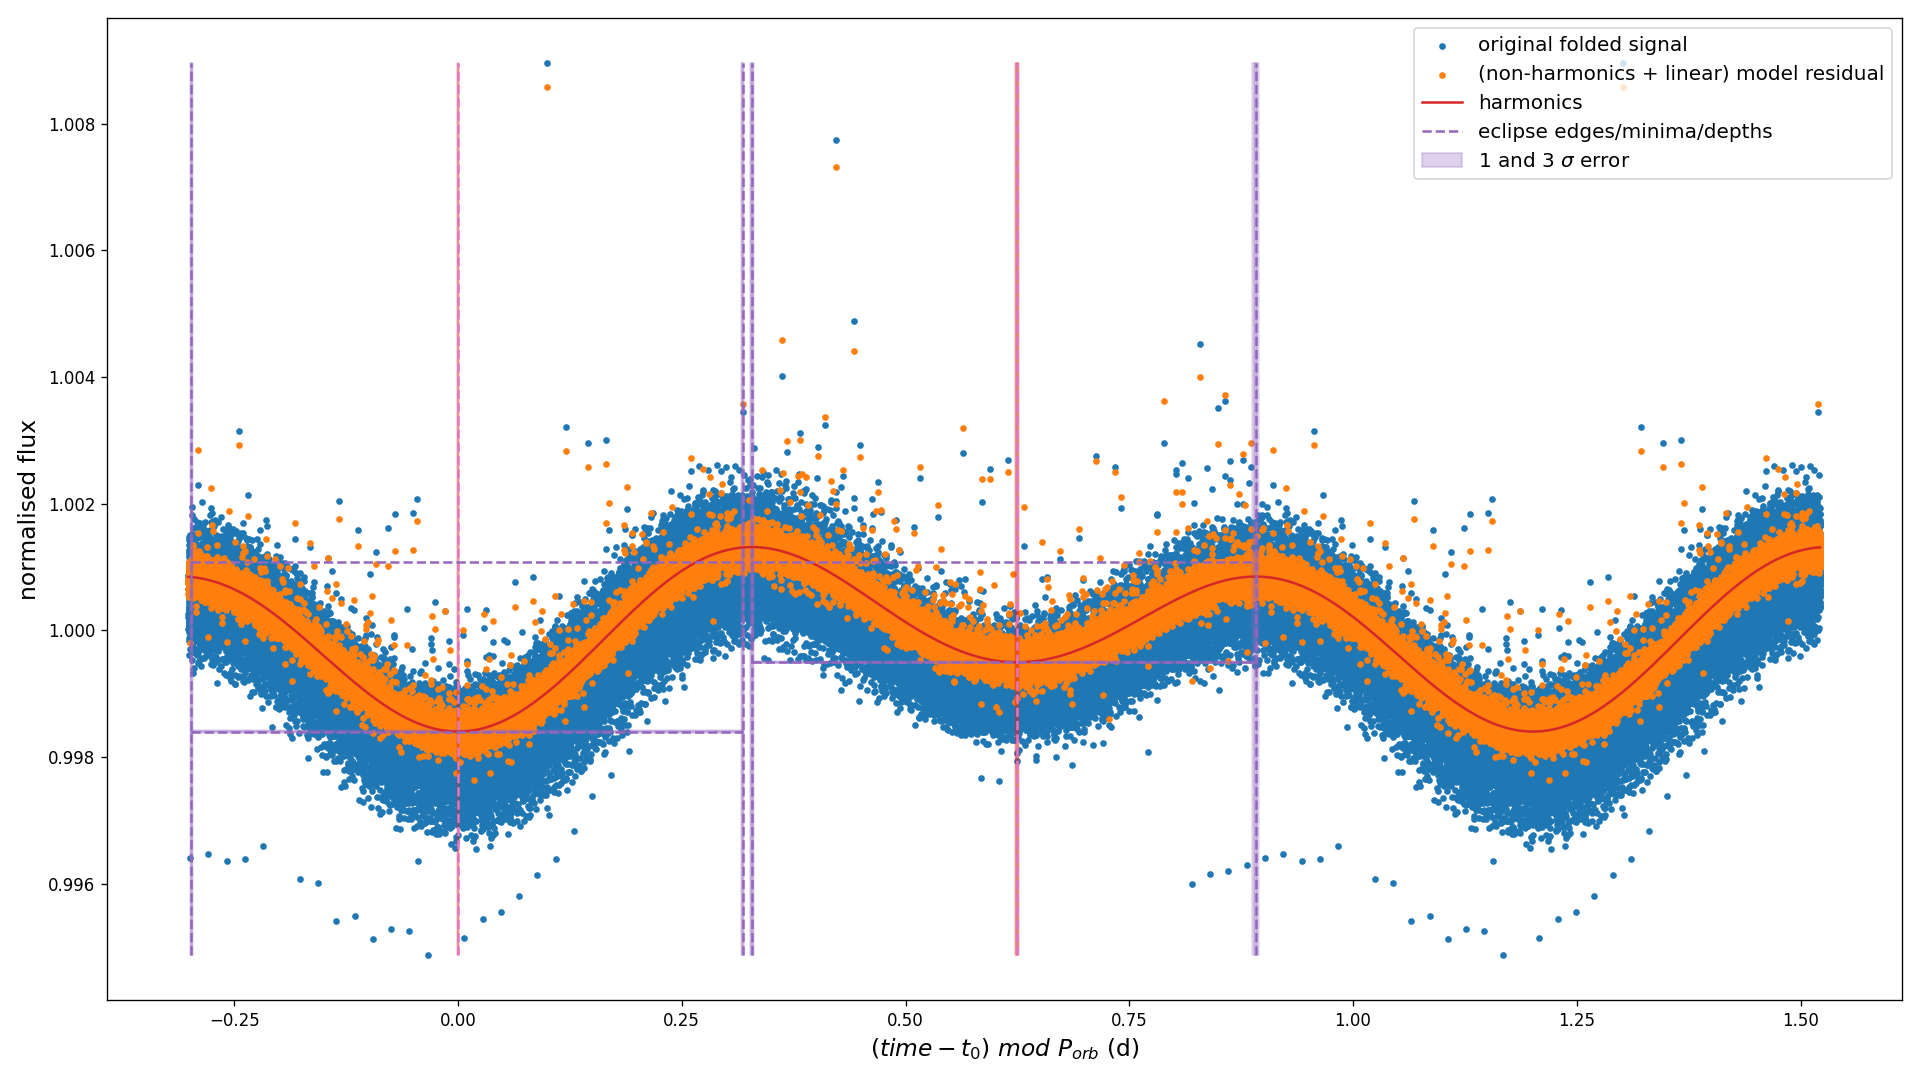 original folded signal
(non-harmonics + linear) model residual
harmonics
eclipse edges/minima/depths
1 and 3 σ error
normalised flux
1.008
1.006
1.004
1.002
1.000
0.998
0.996
−0.25
0.00
0.25
0.50
0.75
1.00
1.25
1.50
(time − t₀) mod P_orb (d)